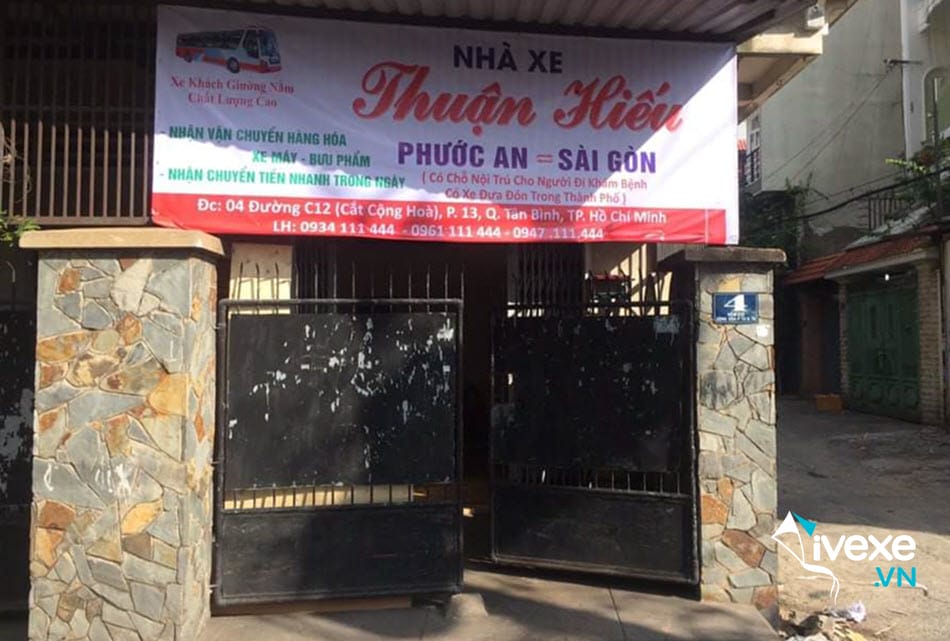 NHÀ XE
Thuận Hiếu
Xe Khách Giường Nằm
Chất Lượng Cao
- NHẬN VẬN CHUYỂN HÀNG HÓA
XE MÁY - BƯU PHẨM
- NHẬN CHUYỂN TIỀN NHANH TRONG NGÀY
PHƯỚC AN = SÀI GÒN
( Có Chỗ Nội Trú Cho Người Đi Khám Bệnh
Có Xe Đưa Đón Trong Thành Phố )
Đc: 04 Đường C12 (Cắt Cộng Hoà), P. 13, Q. Tân Bình, TP. Hồ Chí Minh
LH: 0934 111 444 - 0961 111 444 - 0947 .111.444
4
ivexe
.VN